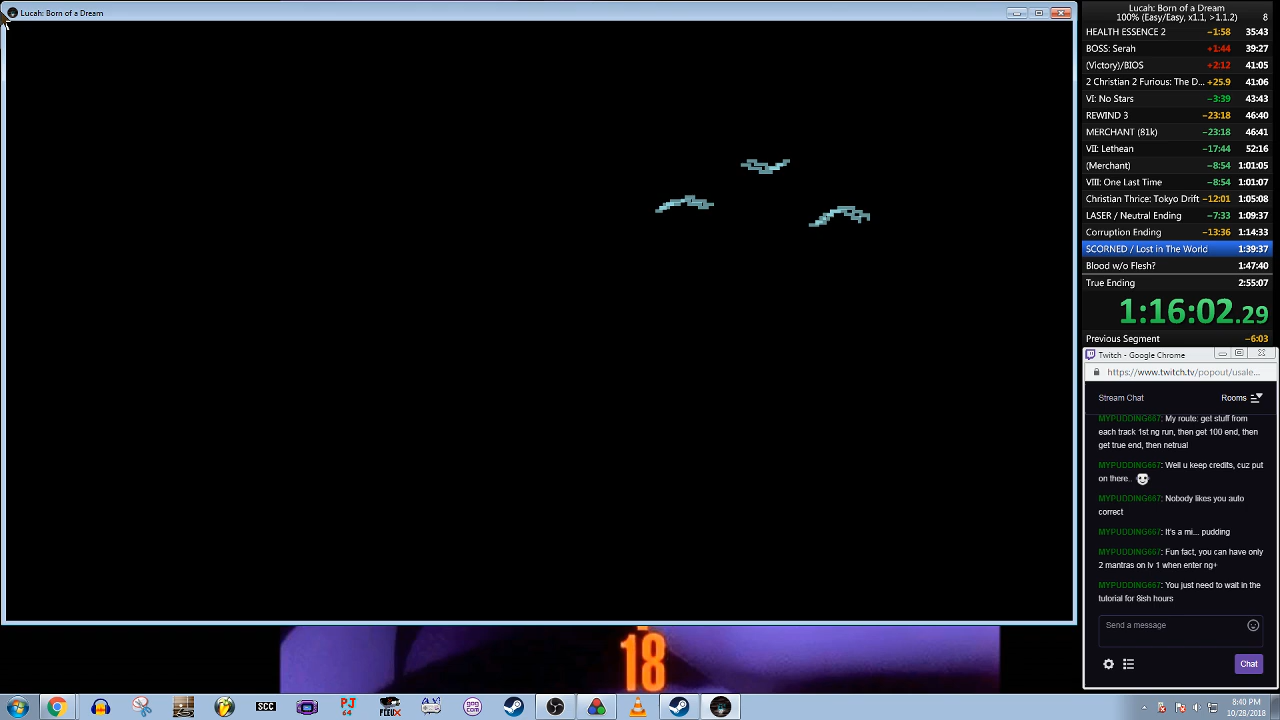 Lucah: Born of a Dream
Lucah: Born of a Dream
100% (Easy/Easy, x1.1, >1.1.2) 8
HEALTH ESSENCE 2 −1:58 35:43
BOSS: Serah +1:44 39:27
(Victory)/BIOS +2:12 41:05
2 Christian 2 Furious: The D... +25.9 41:06
VI: No Stars −3:39 43:43
REWIND 3 −23:18 46:40
MERCHANT (81k) −23:18 46:41
VII: Lethean −17:44 52:16
(Merchant) −8:54 1:01:05
VIII: One Last Time −8:54 1:01:07
Christian Thrice: Tokyo Drift −12:01 1:05:08
LASER / Neutral Ending −7:33 1:09:37
Corruption Ending −13:36 1:14:33
SCORNED / Lost in The World 1:39:37
Blood w/o Flesh? 1:47:40
True Ending 2:55:07
1:16:02.29
Previous Segment −6:03
Twitch - Google Chrome
https://www.twitch.tv/popout/usale...
Stream Chat Rooms
MYPUDDING667: My route: get stuff from
each track 1st ng run, then get 100 end, then
get true end, then netrual
MYPUDDING667: Well u keep credits, cuz put
on there..
MYPUDDING667: Nobody likes you auto
correct
MYPUDDING667: It's a mi... pudding
MYPUDDING667: Fun fact, you can have only
2 mantras on lv 1 when enter ng+
MYPUDDING667: You just need to wait in the
tutorial for 8ish hours
Send a message
Chat
18
SCC
PJ
64
8:40 PM
10/28/2018